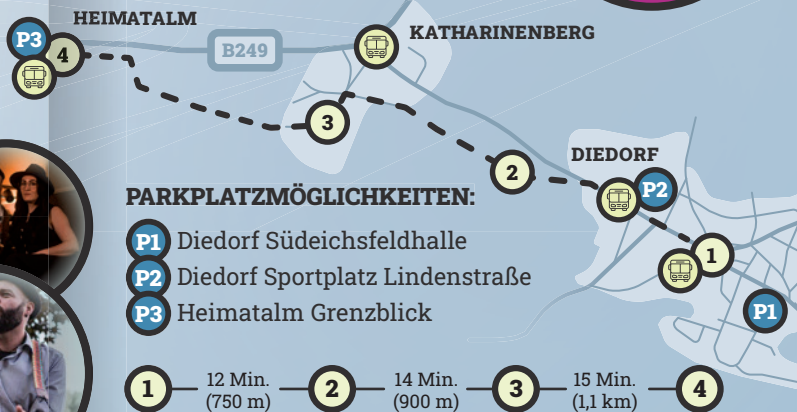 HEIMATALM
P3
4
B249
KATHARINENBERG
3
2
DIEDORF
P2
1
P1
PARKPLATZMÖGLICHKEITEN:
P1 Diedorf Südeichsfeldhalle
P2 Diedorf Sportplatz Lindenstraße
P3 Heimatalm Grenzblick
1 12 Min. 2 14 Min. 3 15 Min. 4
(750 m) (900 m) (1,1 km)